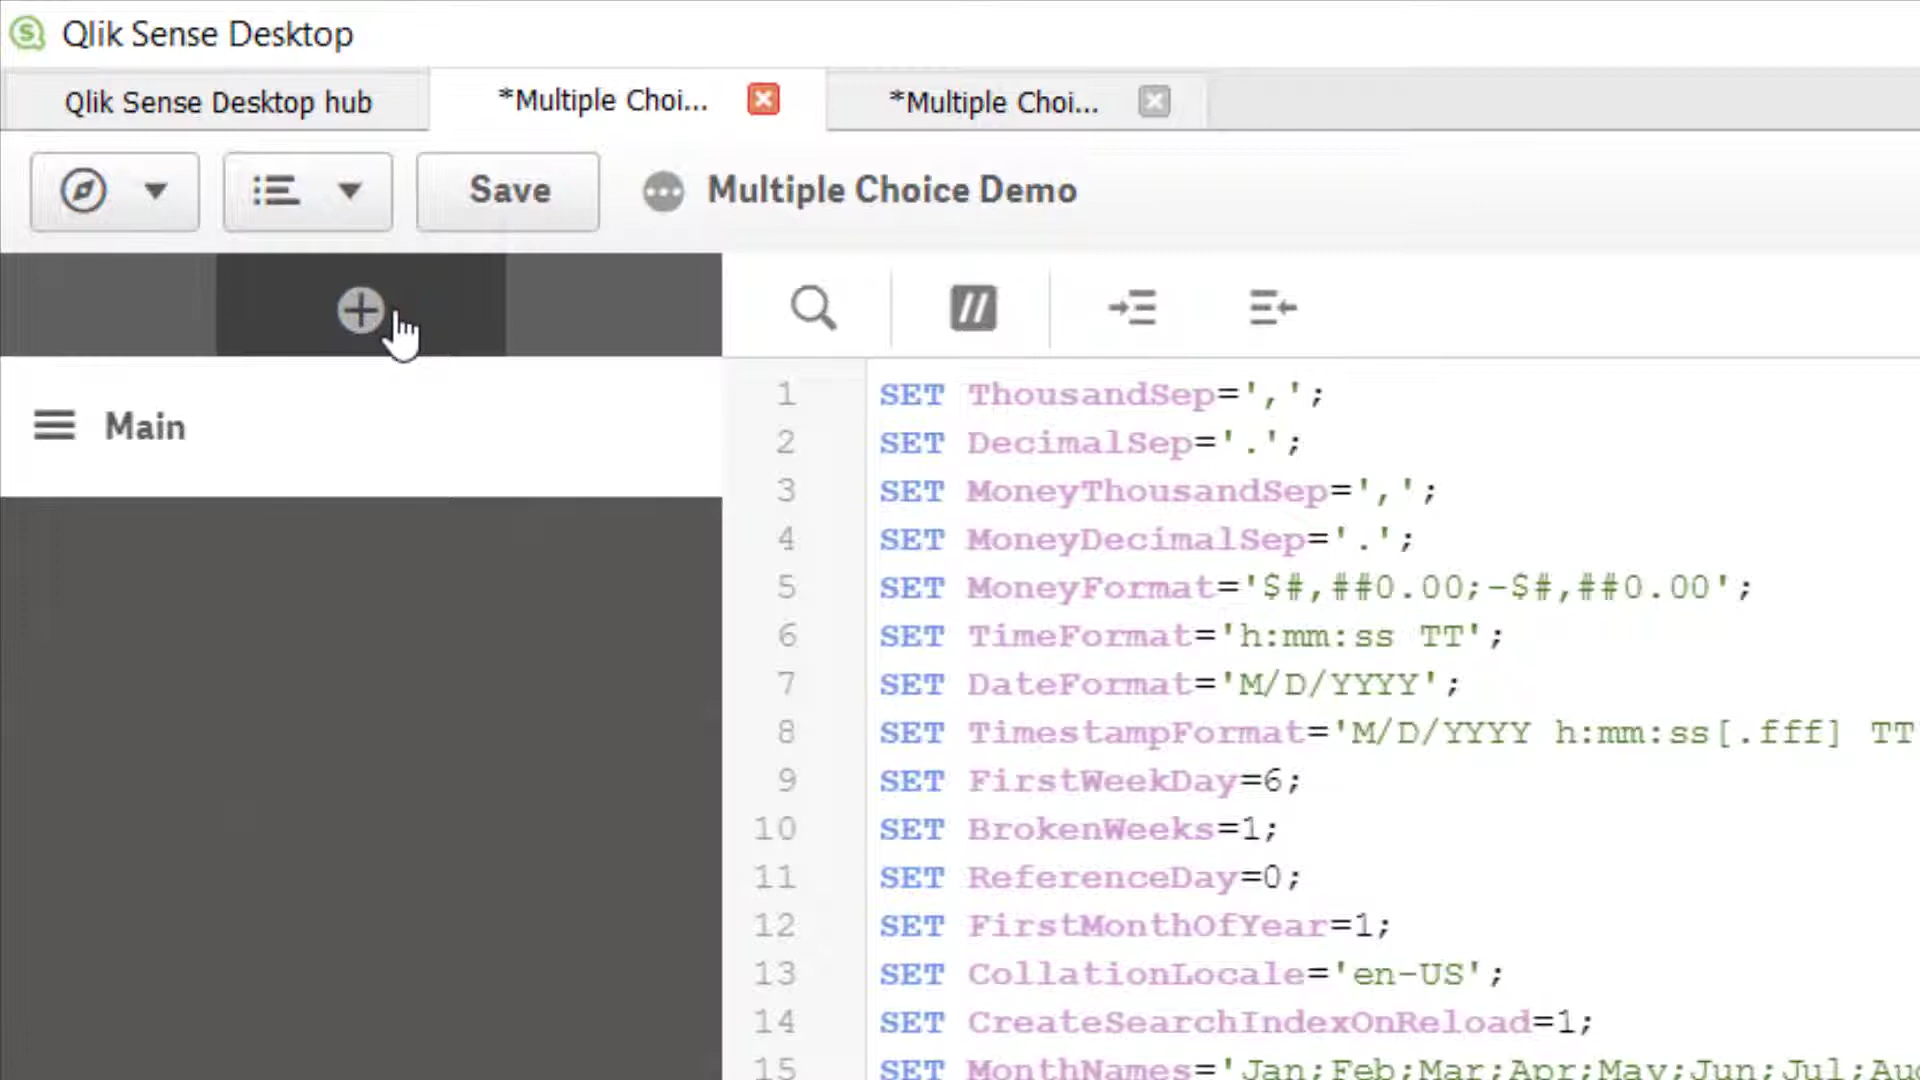 Qlik Sense Desktop
Qlik Sense Desktop hub
*Multiple Choi...
*Multiple Choi...
Save
Multiple Choice Demo
Main
1 SET ThousandSep=',';
2 SET DecimalSep='.';
3 SET MoneyThousandSep=',';
4 SET MoneyDecimalSep='.';
5 SET MoneyFormat='$#,##0.00;-$#,##0.00';
6 SET TimeFormat='h:mm:ss TT';
7 SET DateFormat='M/D/YYYY';
8 SET TimestampFormat='M/D/YYYY h:mm:ss[.fff] TT
9 SET FirstWeekDay=6;
10 SET BrokenWeeks=1;
11 SET ReferenceDay=0;
12 SET FirstMonthOfYear=1;
13 SET CollationLocale='en-US';
14 SET CreateSearchIndexOnReload=1;
15 SET MonthNames='Jan;Feb;Mar;Apr;May;Jun;Jul;Aug